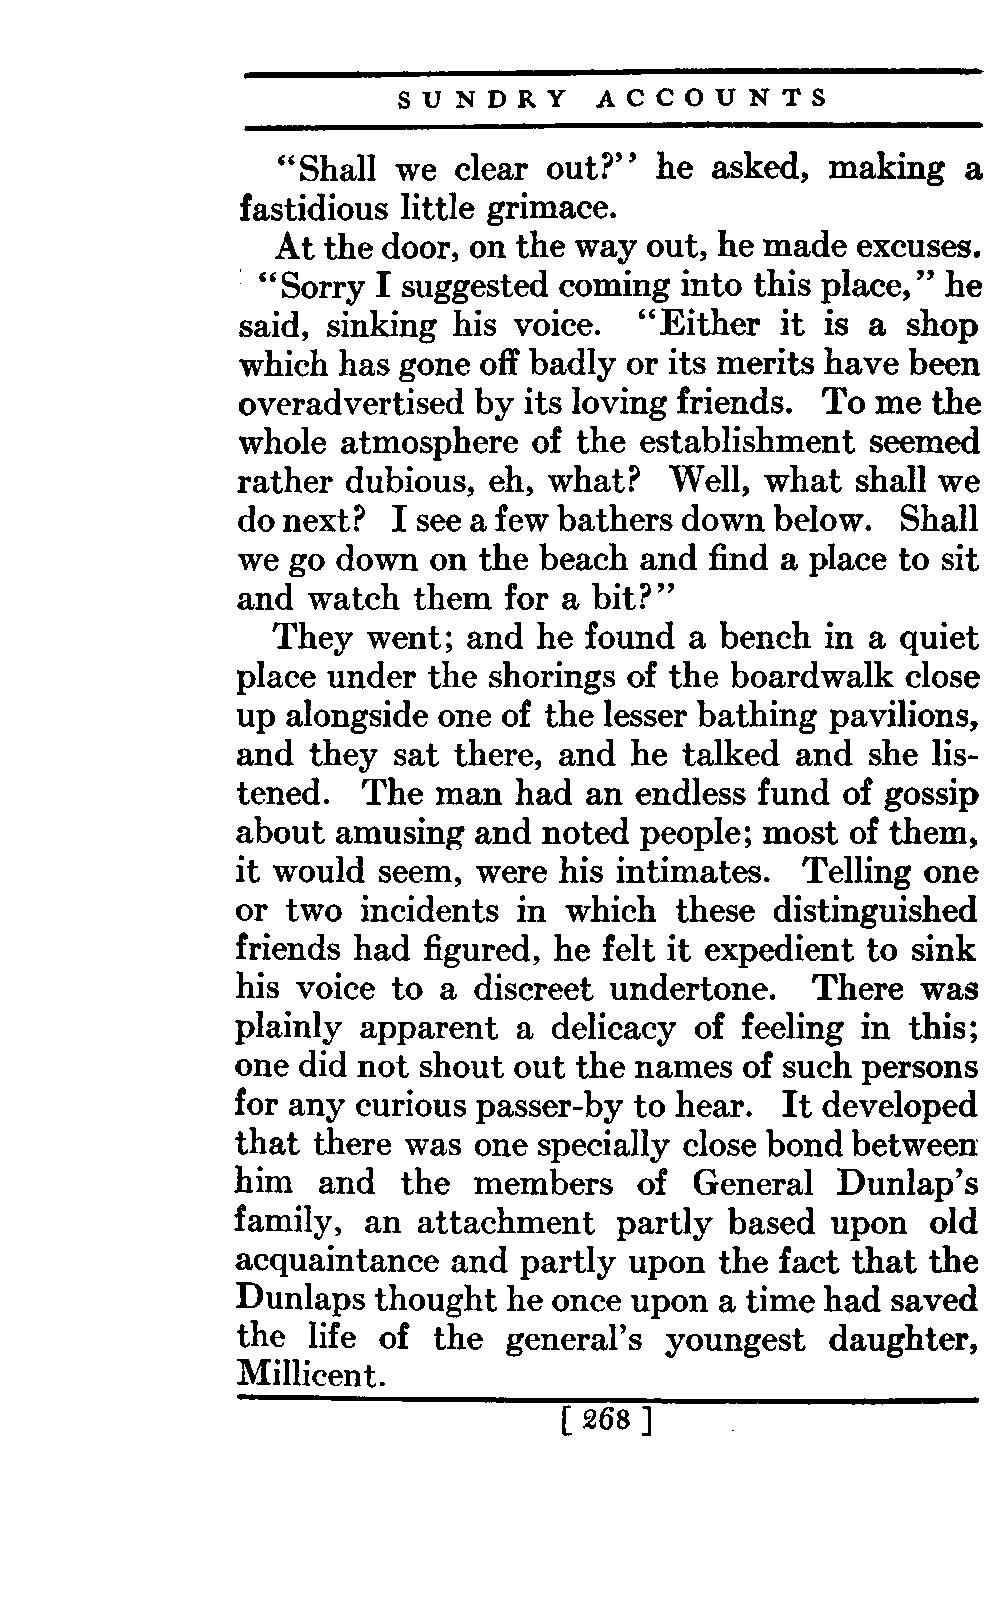 SUNDRY ACCOUNTS
"Shall we clear out?" he asked, making a
fastidious little grimace.
At the door, on the way out, he made excuses.
"Sorry I suggested coming into this place," he
said, sinking his voice. "Either it is a shop
which has gone off badly or its merits have been
overadvertised by its loving friends. To me the
whole atmosphere of the establishment seemed
rather dubious, eh, what? Well, what shall we
do next? I see a few bathers down below. Shall
we go down on the beach and find a place to sit
and watch them for a bit?"
They went; and he found a bench in a quiet
place under the shorings of the boardwalk close
up alongside one of the lesser bathing pavilions,
and they sat there, and he talked and she lis-
tened. The man had an endless fund of gossip
about amusing and noted people; most of them,
it would seem, were his intimates. Telling one
or two incidents in which these distinguished
friends had figured, he felt it expedient to sink
his voice to a discreet undertone. There was
plainly apparent a delicacy of feeling in this;
one did not shout out the names of such persons
for any curious passer-by to hear. It developed
that there was one specially close bond between
him and the members of General Dunlap's
family, an attachment partly based upon old
acquaintance and partly upon the fact that the
Dunlaps thought he once upon a time had saved
the life of the general's youngest daughter,
Millicent.
[ 268 ]